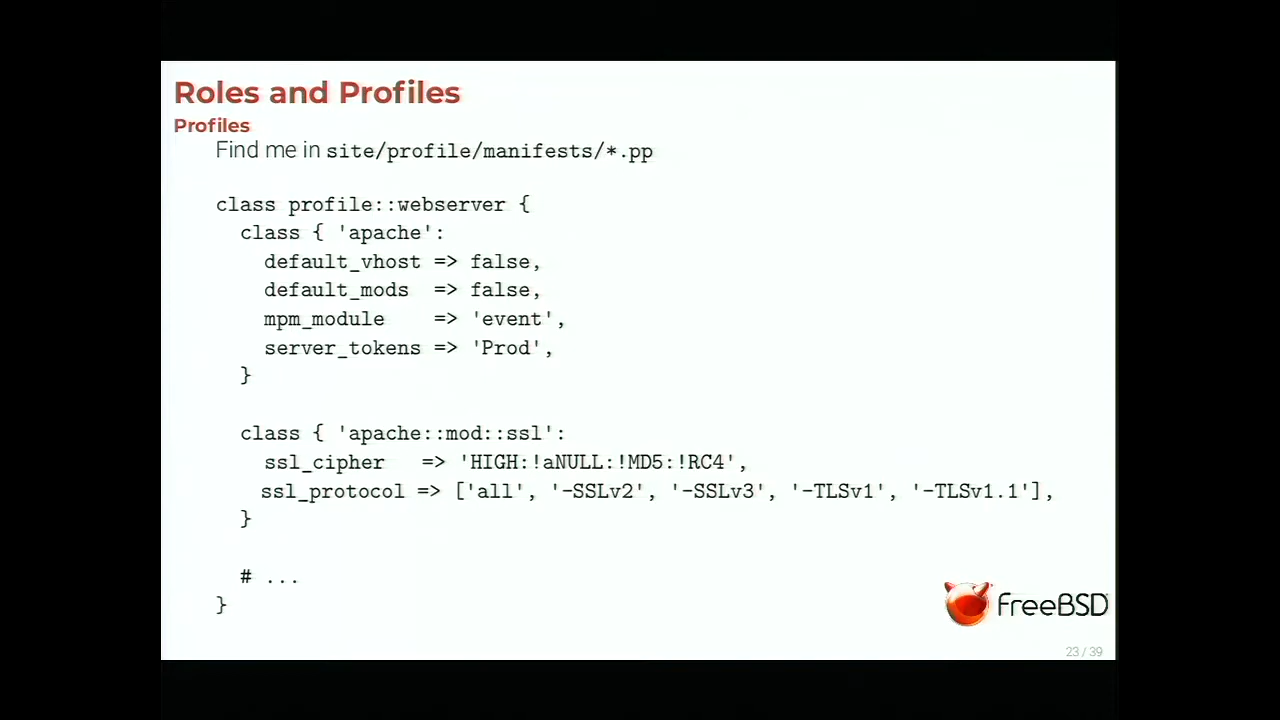 Roles and Profiles
Profiles
Find me in site/profile/manifests/*.pp
class profile::webserver {
  class { 'apache':
    default_vhost => false,
    default_mods  => false,
    mpm_module    => 'event',
    server_tokens => 'Prod',
  }
  class { 'apache::mod::ssl':
    ssl_cipher   => 'HIGH:!aNULL:!MD5:!RC4',
    ssl_protocol => ['all', '-SSLv2', '-SSLv3', '-TLSv1', '-TLSv1.1'],
  }
  # ...
}
FreeBSD
23 / 39